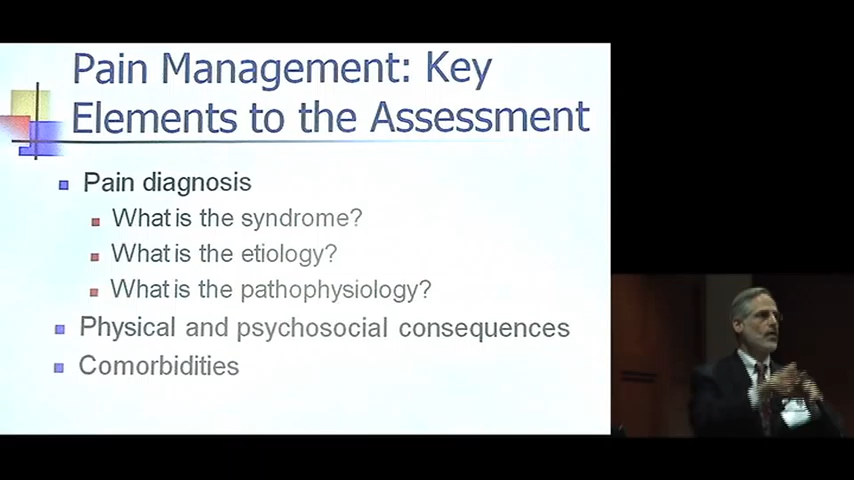 Pain Management: Key
Elements to the Assessment
Pain diagnosis
What is the syndrome?
What is the etiology?
What is the pathophysiology?
Physical and psychosocial consequences
Comorbidities